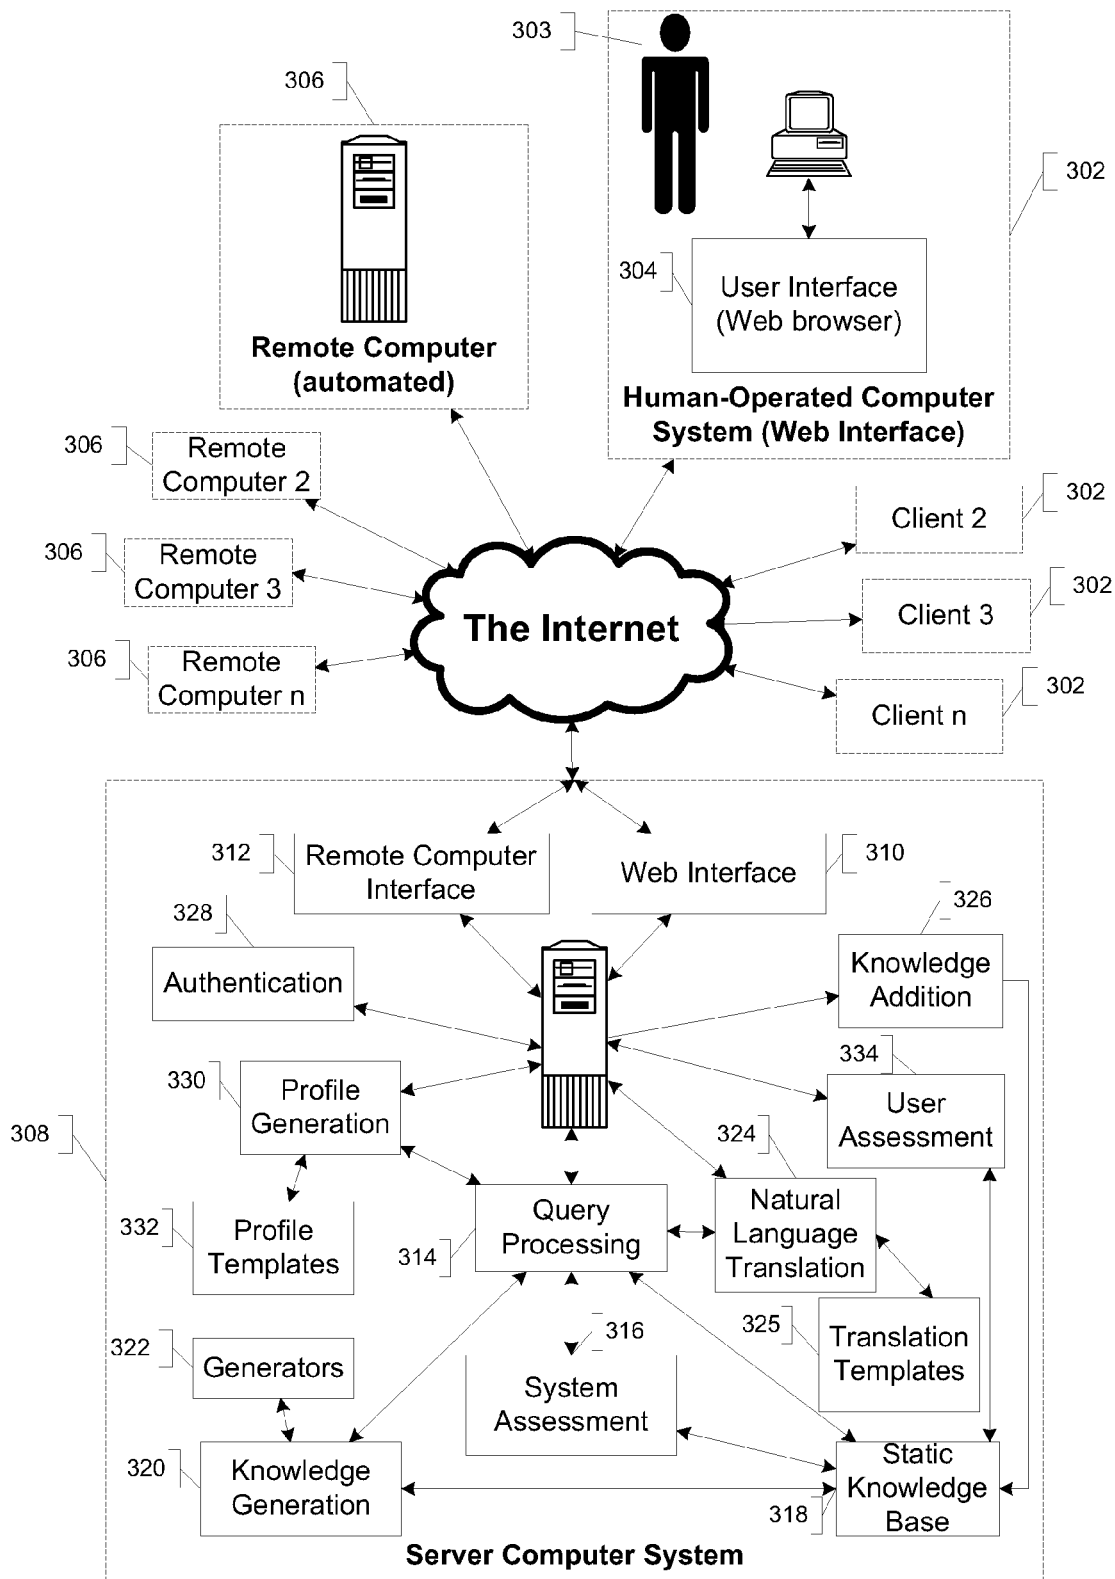 303
306
302
304
User Interface
(Web browser)
Remote Computer
(automated)
Human-Operated Computer
System (Web Interface)
306
Remote
Computer 2
302
Client 2
306
Remote
Computer 3
302
Client 3
The Internet
306
Remote
Computer n
302
Client n
312
Remote Computer
Interface
Web Interface
310
328
326
Authentication
Knowledge
Addition
330
Profile
Generation
334
User
Assessment
308
324
332
Profile
Templates
314
Query
Processing
Natural
Language
Translation
322
Generators
316
325
Translation
Templates
System
Assessment
320
Knowledge
Generation
318
Static
Knowledge
Base
Server Computer System